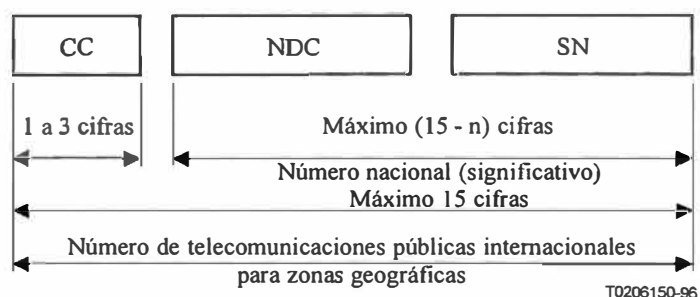 CC NDC SN
1 a 3 cifras Máximo (15 - n) cifras
Número nacional (significativo)
Máximo 15 cifras
Número de telecomunicaciones públicas internacionales
para zonas geográficas
T0206150-96